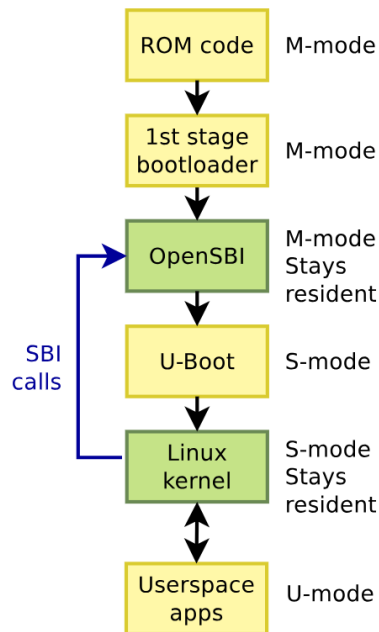 ROM code
M-mode
1st stage
bootloader
M-mode
OpenSBI
M-mode
Stays
resident
SBI
calls
U-Boot
S-mode
Linux
kernel
S-mode
Stays
resident
Userspace
apps
U-mode